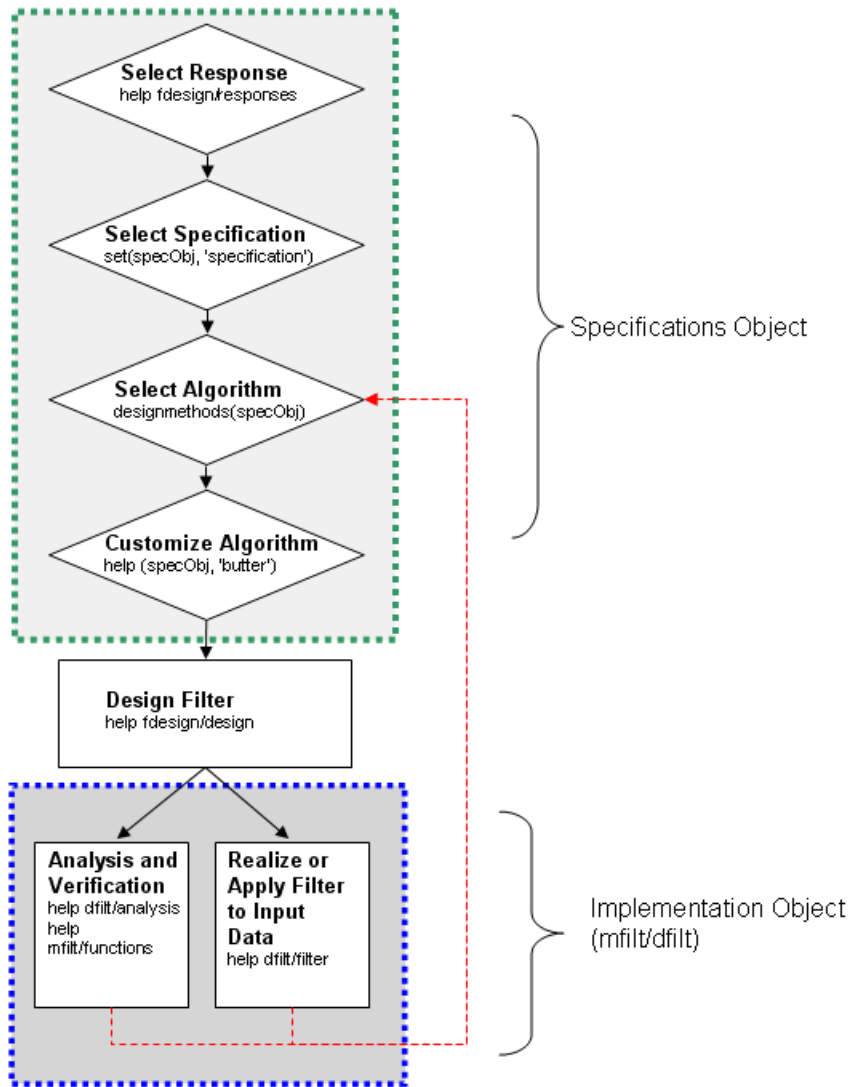 Select Response
help fdesign/responses
Select Specification
set(specObj, 'specification')
Specifications Object
Select Algorithm
designmethods(specObj)
Customize Algorithm
help (specObj, 'butter')
Design Filter
help fdesign/design
Analysis and
Verification
help dfilt/analysis
help
mfilt/functions
Realize or
Apply Filter
to Input
Data
help dfilt/filter
Implementation Object
(mfilt/dfilt)